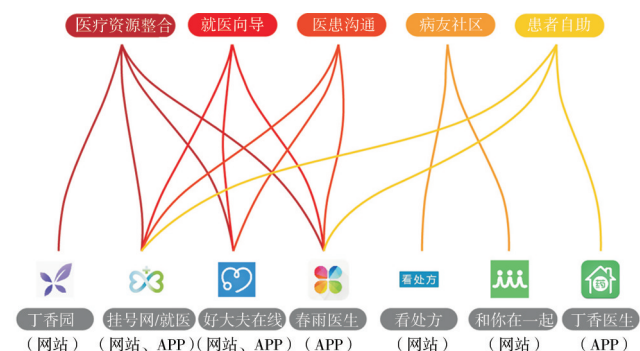 医疗资源整合 就医向导 医患沟通 病友社区 患者自助
看处方
药
丁香园 挂号网/就医 好大夫在线 春雨医生 看处方 和你在一起 丁香医生
(网站) (网站、APP)(网站、APP) (APP) (网站) (网站) (APP)